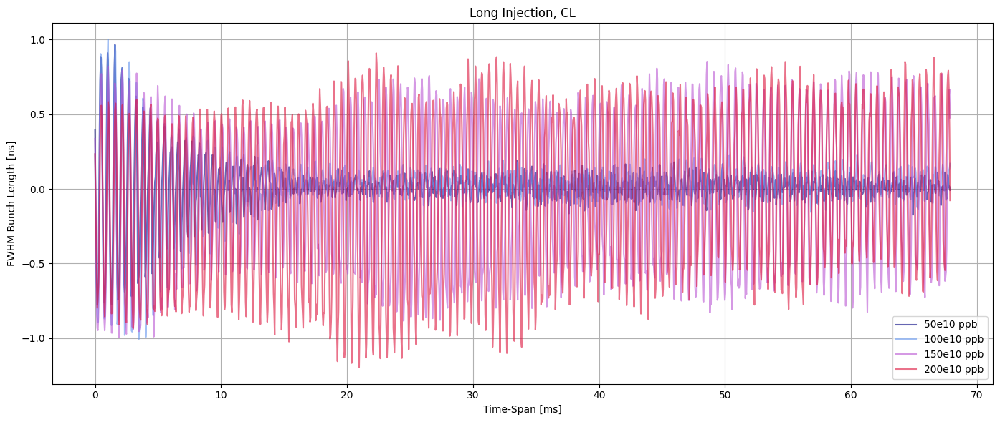 Long Injection, CL
FWHM Bunch Length [ns]
1.0
0.5
0.0
−0.5
−1.0
50e10 ppb
100e10 ppb
150e10 ppb
200e10 ppb
0 10 20 30 40 50 60 70
Time-Span [ms]